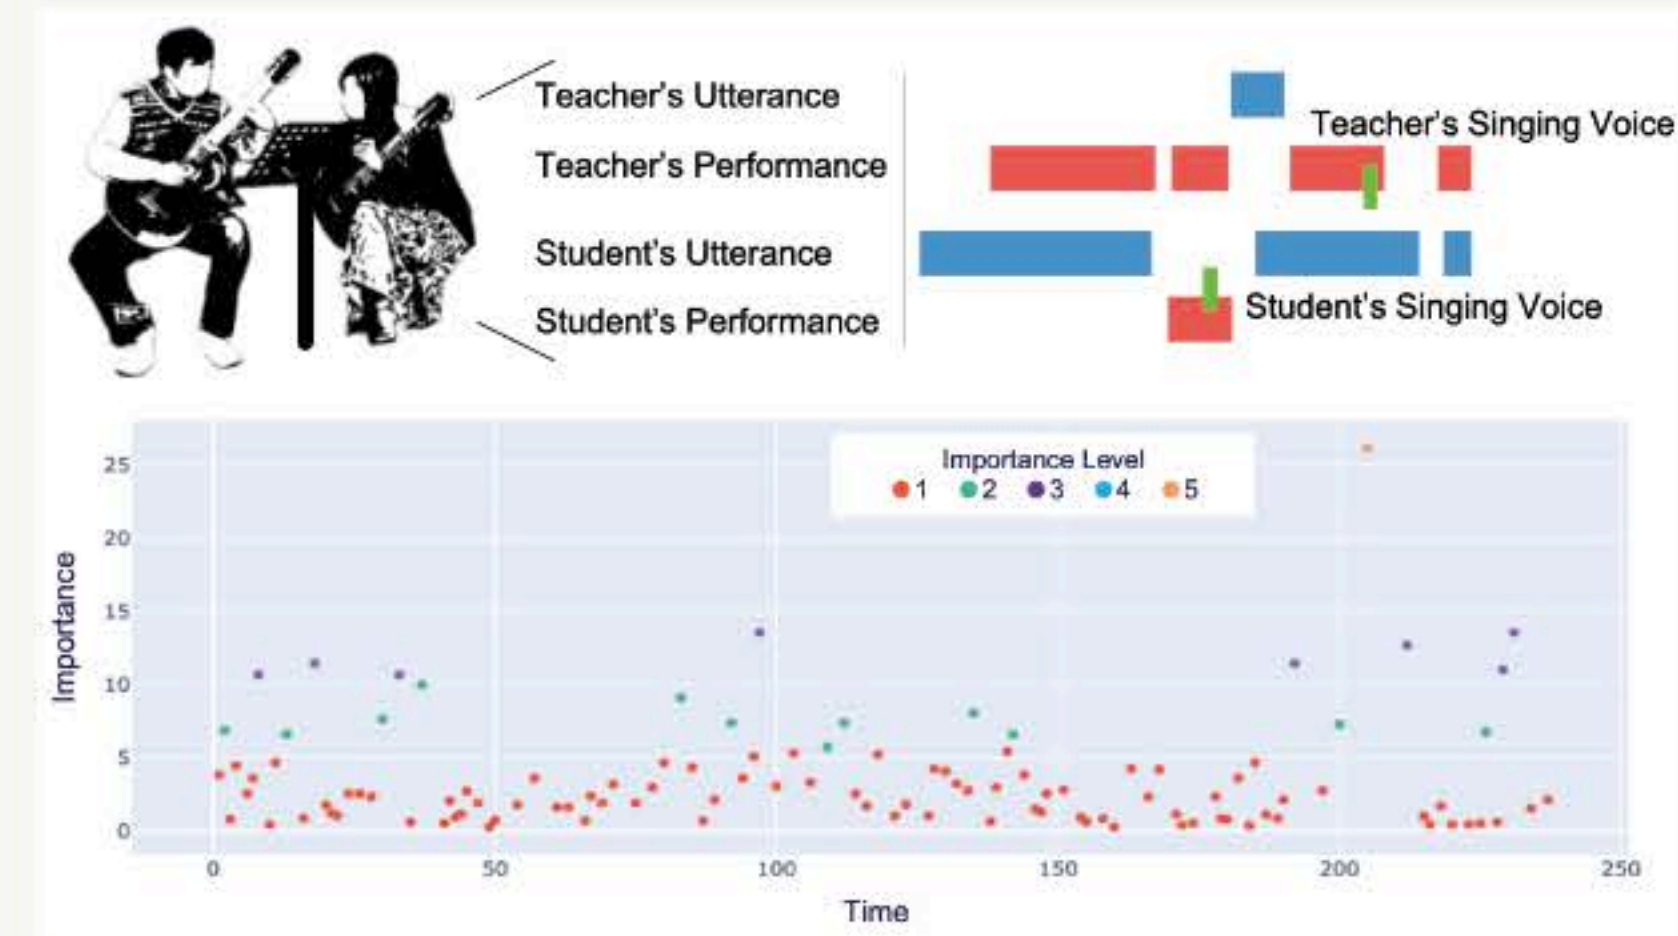 Teacher's Utterance
Teacher's Singing Voice
Teacher's Performance
Student's Utterance
Student's Singing Voice
Student's Performance
Importance Level
1 2 3 4 5
25
20
15
10
5
0
Importance
0 50 100 150 200 250
Time